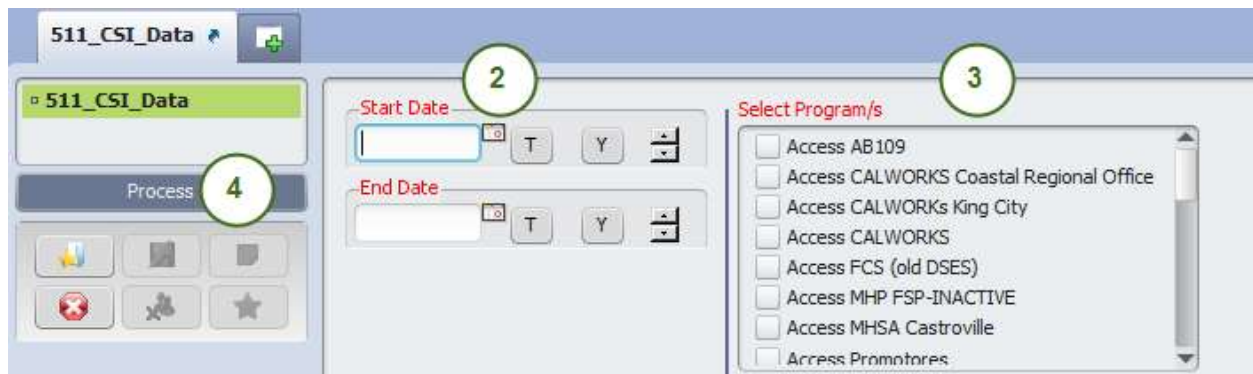 511_CSI_Data
511_CSI_Data
Process
4
2
Start Date
T
Y
End Date
T
Y
3
Select Program/s
Access AB109
Access CALWORKS Coastal Regional Office
Access CALWORKs King City
Access CALWORKS
Access FCS (old DSES)
Access MHP FSP-INACTIVE
Access MHSA Castroville
Access Promotores